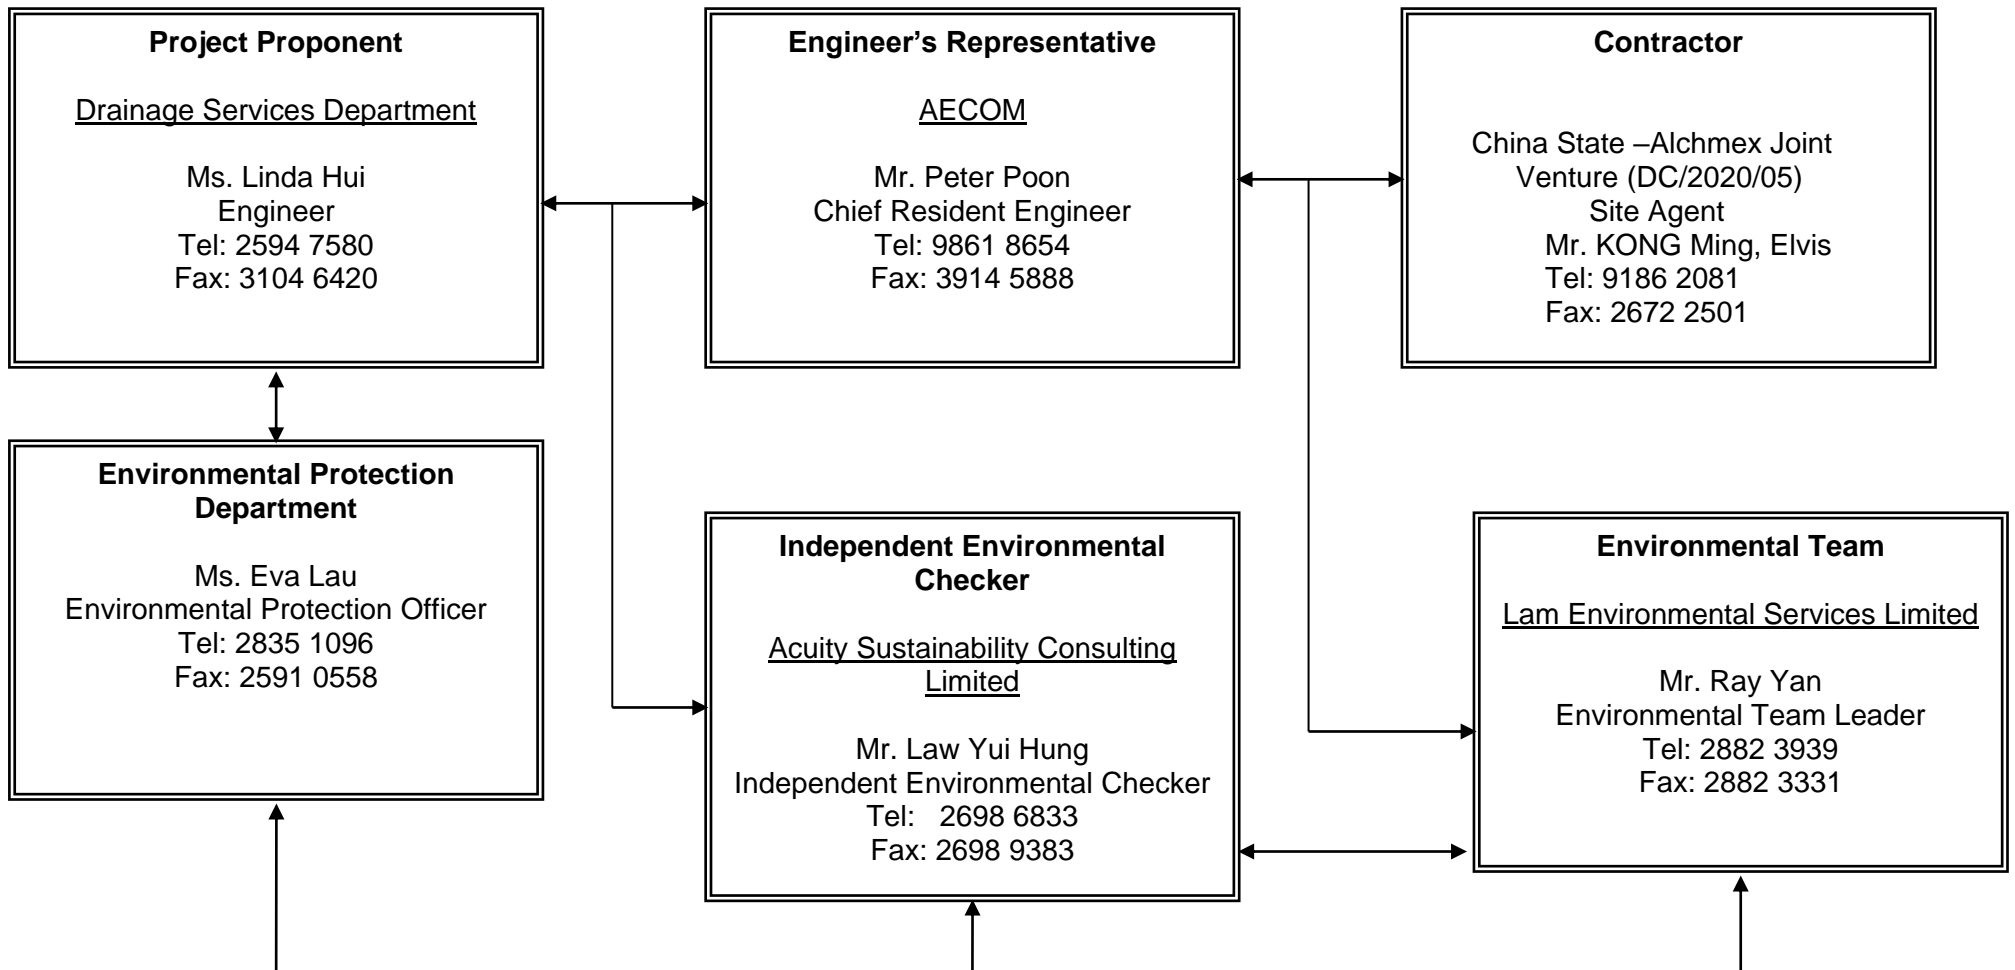 Project Proponent
Drainage Services Department
Ms. Linda Hui
Engineer
Tel: 2594 7580
Fax: 3104 6420
Engineer’s Representative
AECOM
Mr. Peter Poon
Chief Resident Engineer
Tel: 9861 8654
Fax: 3914 5888
Contractor
China State –Alchmex Joint
Venture (DC/2020/05)
Site Agent
Mr. KONG Ming, Elvis
Tel: 9186 2081
Fax: 2672 2501
Environmental Protection
Department
Ms. Eva Lau
Environmental Protection Officer
Tel: 2835 1096
Fax: 2591 0558
Independent Environmental
Checker
Acuity Sustainability Consulting
Limited
Mr. Law Yui Hung
Independent Environmental Checker
Tel: 2698 6833
Fax: 2698 9383
Environmental Team
Lam Environmental Services Limited
Mr. Ray Yan
Environmental Team Leader
Tel: 2882 3939
Fax: 2882 3331